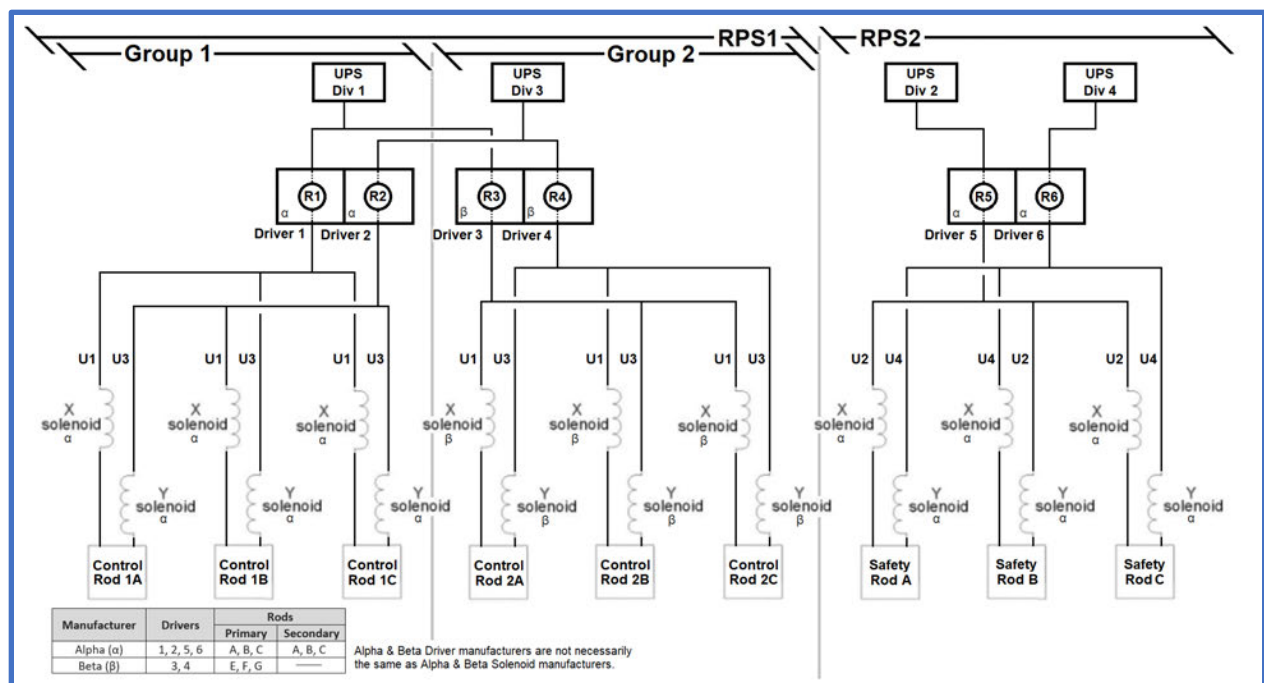 RPS1
RPS2
Group 1
Group 2
UPS
Div 1
UPS
Div 3
UPS
Div 2
UPS
Div 4
R1
R2
R3
R4
R5
R6
α
α
β
β
α
α
Driver 1
Driver 2
Driver 3
Driver 4
Driver 5
Driver 6
U1 U3
U1 U3
U1 U3
U1 U3
U1 U3
U1 U3
U2 U4
U4 U2
U2 U4
X
solenoid
α
X
solenoid
α
X
solenoid
α
X
solenoid
β
X
solenoid
β
X
solenoid
β
X
solenoid
α
X
solenoid
α
X
solenoid
α
Y
solenoid
α
Y
solenoid
α
Y
solenoid
α
Y
solenoid
β
Y
solenoid
β
Y
solenoid
β
Y
solenoid
α
Y
solenoid
α
Y
solenoid
α
Control
Rod 1A
Control
Rod 1B
Control
Rod 1C
Control
Rod 2A
Control
Rod 2B
Control
Rod 2C
Safety
Rod A
Safety
Rod B
Safety
Rod C
Manufacturer Drivers Rods
Primary Secondary
Alpha (α) 1, 2, 5, 6 A, B, C A, B, C
Beta (β) 3, 4 E, F, G ——
Alpha & Beta Driver manufacturers are not necessarily
the same as Alpha & Beta Solenoid manufacturers.